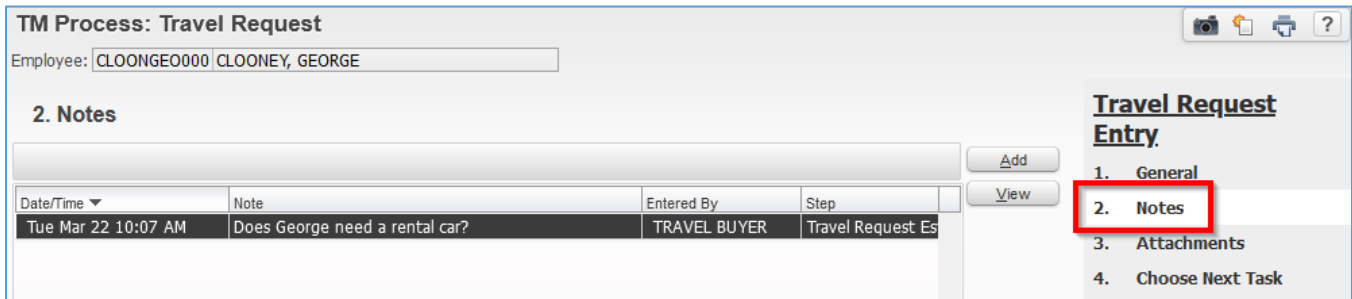 TM Process: Travel Request
?
Employee: CLOONGEO000 CLOONEY, GEORGE
2. Notes
Add
View
Date/Time Note Entered By Step
Tue Mar 22 10:07 AM Does George need a rental car? TRAVEL BUYER Travel Request Es
Travel Request
Entry
1. General
2. Notes
3. Attachments
4. Choose Next Task